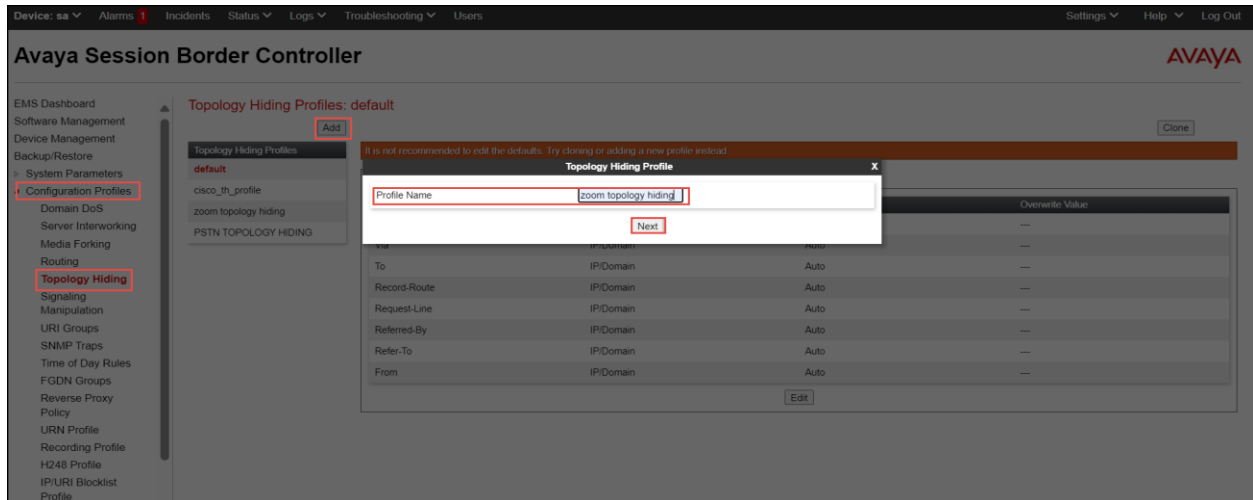 Device: sa Alarms 1 Incidents Status Logs Troubleshooting Users Settings Help Log Out
Avaya Session Border Controller
AVAYA
EMS Dashboard
Software Management
Device Management
Backup/Restore
System Parameters
Configuration Profiles
Domain DoS
Server Interworking
Media Forking
Routing
Topology Hiding
Signaling
Manipulation
URI Groups
SNMP Traps
Time of Day Rules
FGDN Groups
Reverse Proxy
Policy
URN Profile
Recording Profile
H248 Profile
IP/URI Blocklist
Profile
Topology Hiding Profiles: default
Add
Clone
Topology Hiding Profiles
default
cisco_th_profile
zoom topology hiding
PSTN TOPOLOGY HIDING
It is not recommended to edit the defaults. Try cloning or adding a new profile instead.
Topology Hiding Profile X
Profile Name zoom topology hiding
Next
Overwrite Value
---
Via IP/Domain Auto ---
To IP/Domain Auto ---
Record-Route IP/Domain Auto ---
Request-Line IP/Domain Auto ---
Referred-By IP/Domain Auto ---
Refer-To IP/Domain Auto ---
From IP/Domain Auto ---
Edit